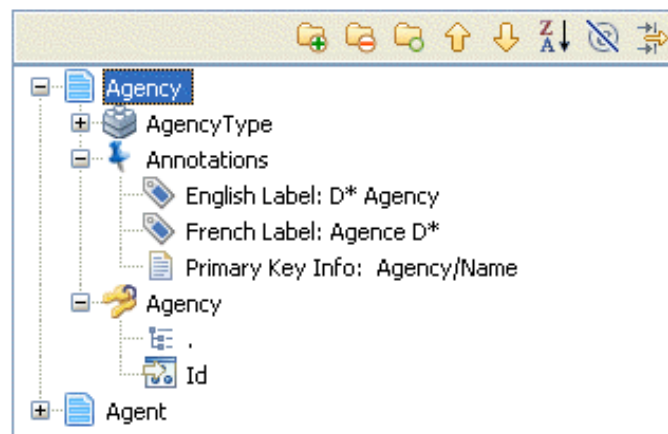 Z
A
Agency
AgencyType
Annotations
English Label: D* Agency
French Label: Agence D*
Primary Key Info:  Agency/Name
Agency
.
Id
Agent